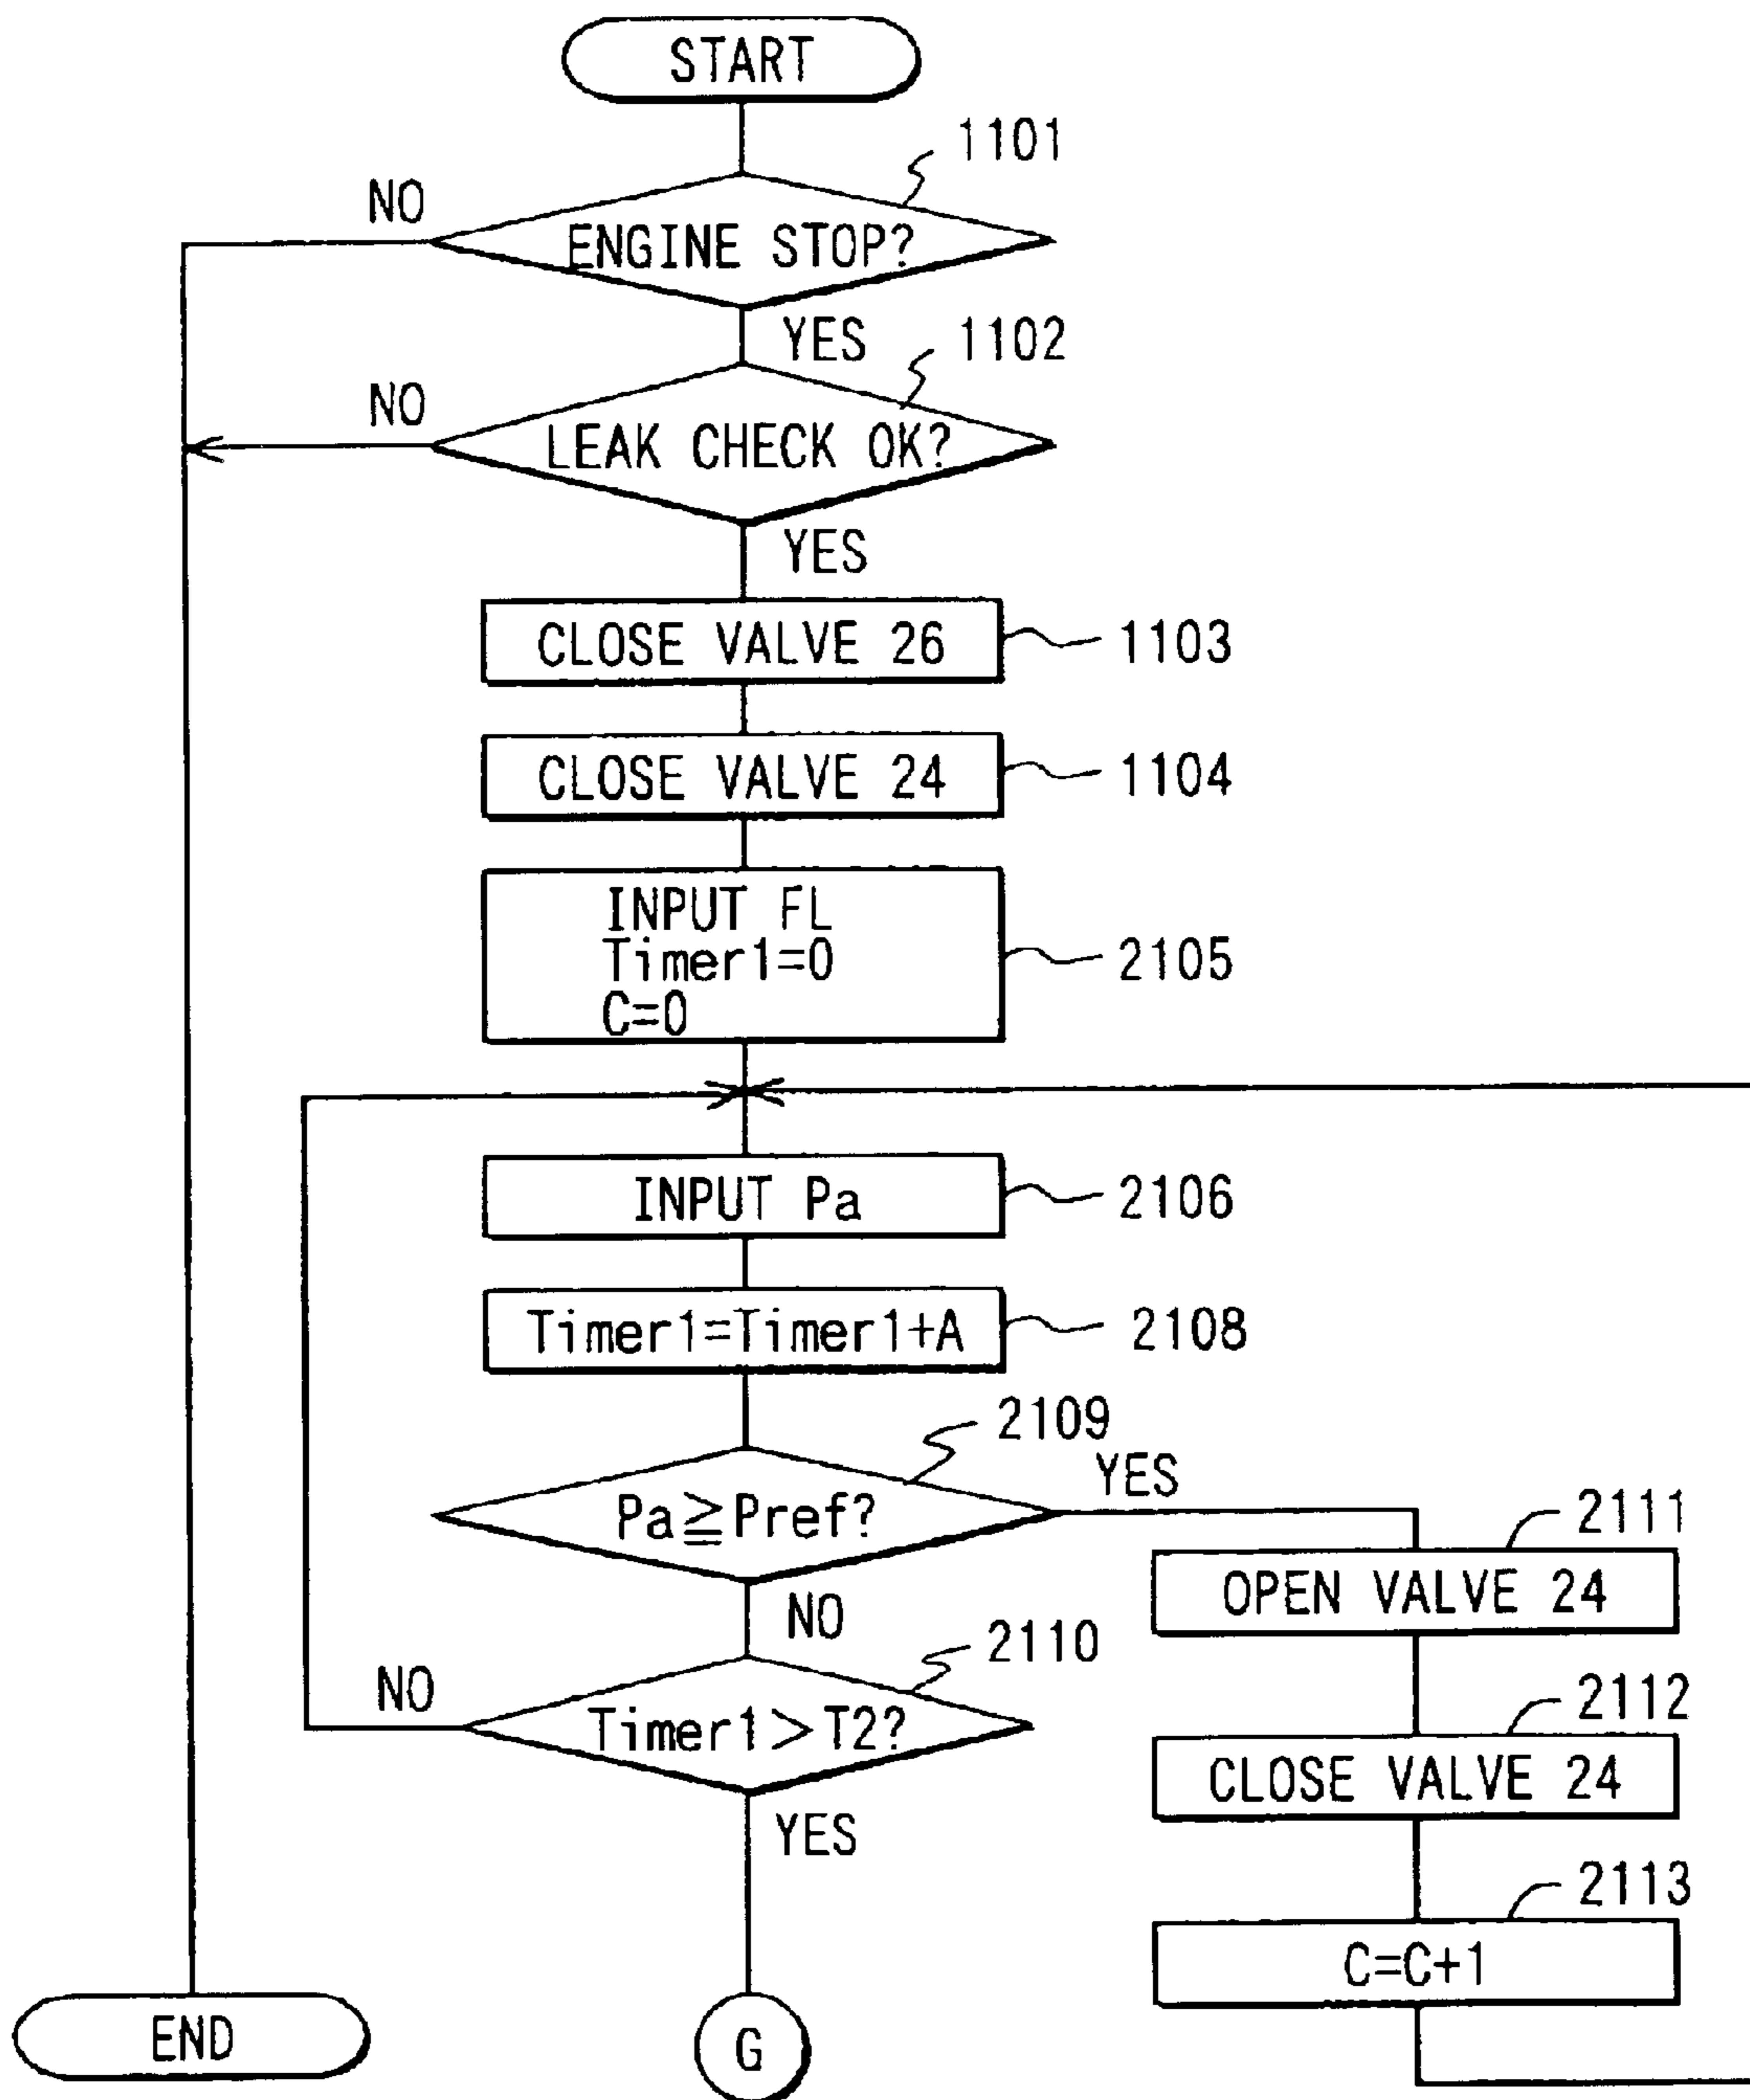 START
1101
NO
ENGINE STOP?
YES
1102
NO
LEAK CHECK OK?
YES
CLOSE VALVE 26
1103
CLOSE VALVE 24
1104
INPUT FL
Timer1=0
C=0
2105
INPUT Pa
2106
Timer1=Timer1+A
2108
2109
YES
Pa≧Pref?
2111
OPEN VALVE 24
NO
2110
NO
Timer1>T2?
2112
CLOSE VALVE 24
YES
2113
C=C+1
END
G